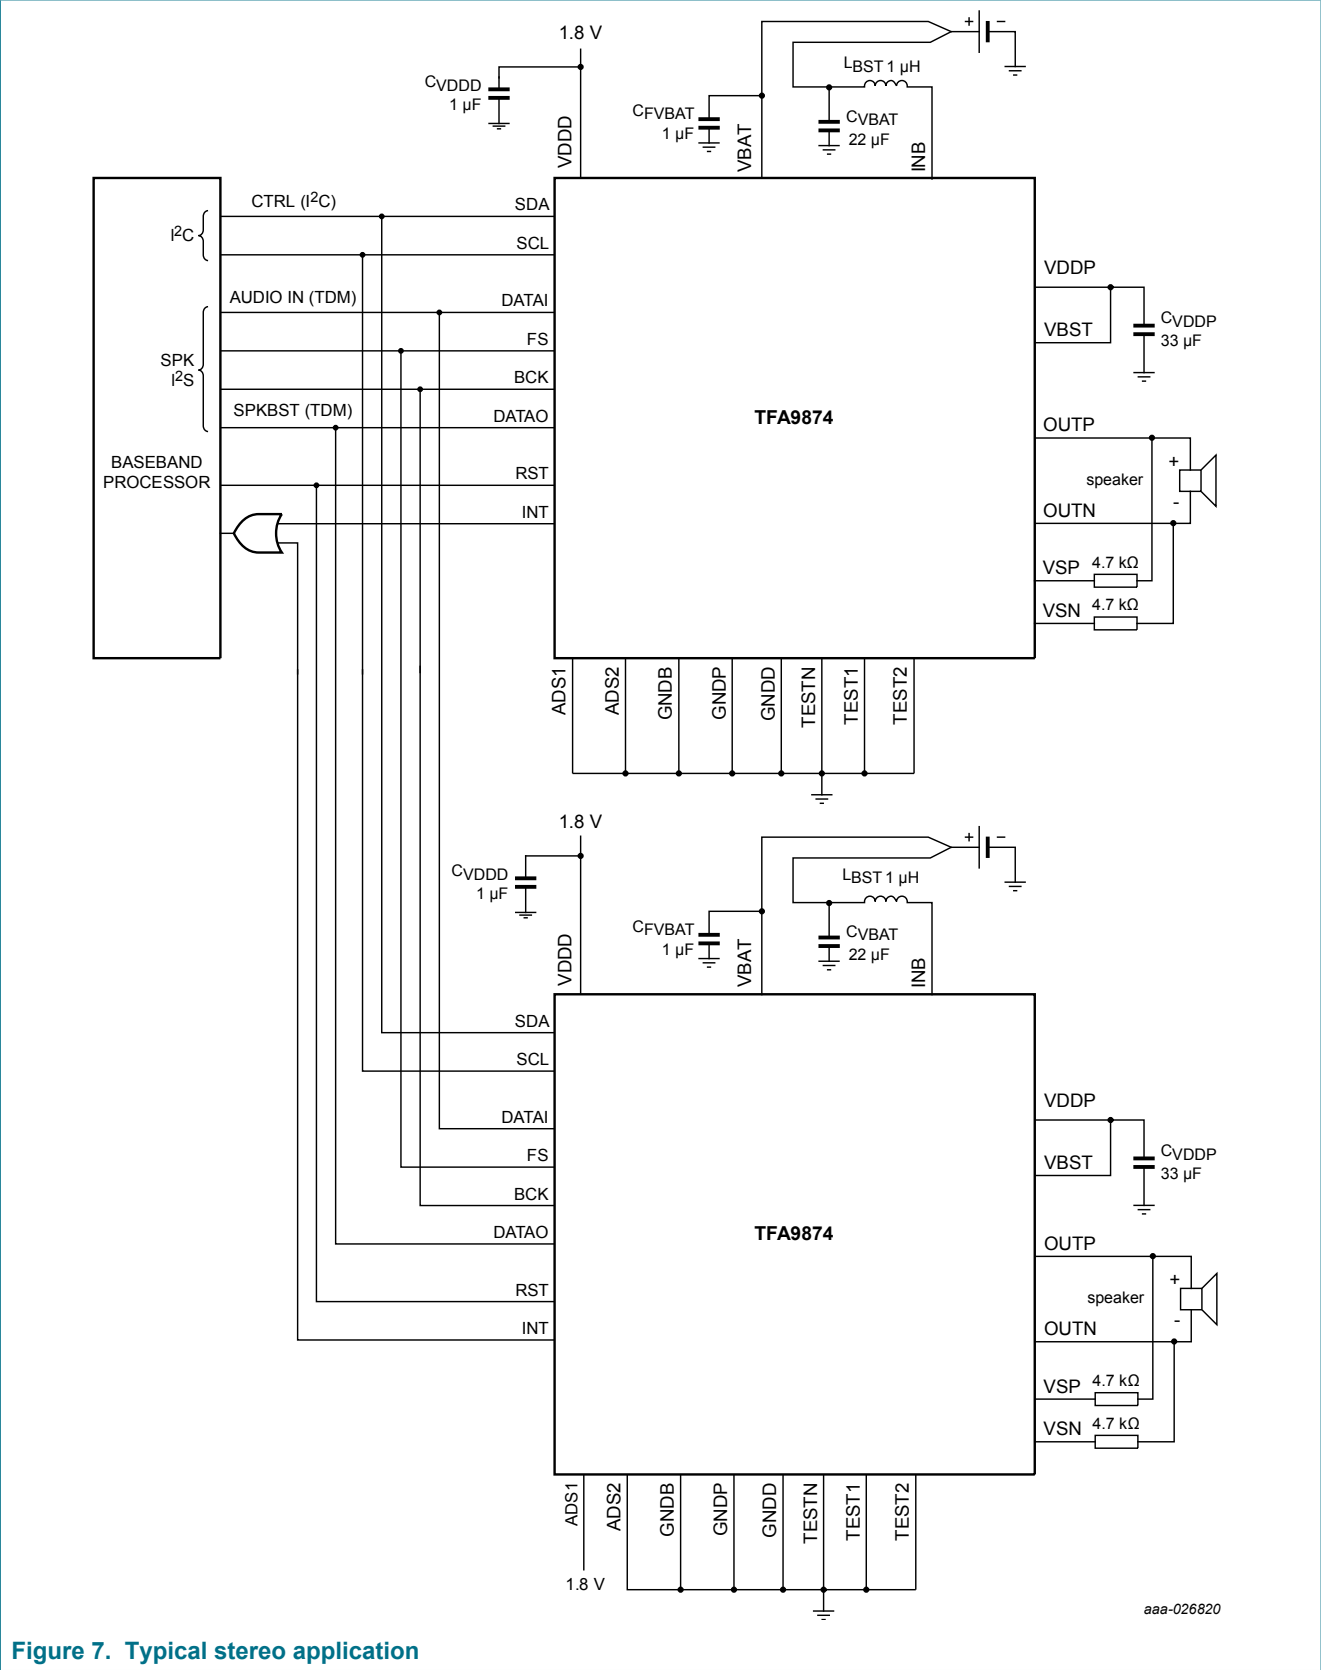 1.8 V
CVDDD
1 µF
VDDD
CFVBAT
1 µF
VBAT
LBST 1 µH
CVBAT
22 µF
INB
+
−
I2C
SPK
I2S
BASEBAND
PROCESSOR
CTRL (I2C)
AUDIO IN (TDM)
SPKBST (TDM)
SDA
SCL
DATAI
FS
BCK
DATAO
RST
INT
TFA9874
VDDP
VBST
CVDDP
33 µF
OUTP
+
speaker
-
OUTN
VSP
4.7 kΩ
VSN
4.7 kΩ
ADS1
ADS2
GNDB
GNDP
GNDD
TESTN
TEST1
TEST2
1.8 V
CVDDD
1 µF
VDDD
CFVBAT
1 µF
VBAT
LBST 1 µH
CVBAT
22 µF
INB
+
−
SDA
SCL
DATAI
FS
BCK
DATAO
RST
INT
TFA9874
VDDP
VBST
CVDDP
33 µF
OUTP
+
speaker
-
OUTN
VSP
4.7 kΩ
VSN
4.7 kΩ
ADS1
ADS2
GNDB
GNDP
GNDD
TESTN
TEST1
TEST2
1.8 V
aaa-026820
Figure 7. Typical stereo application